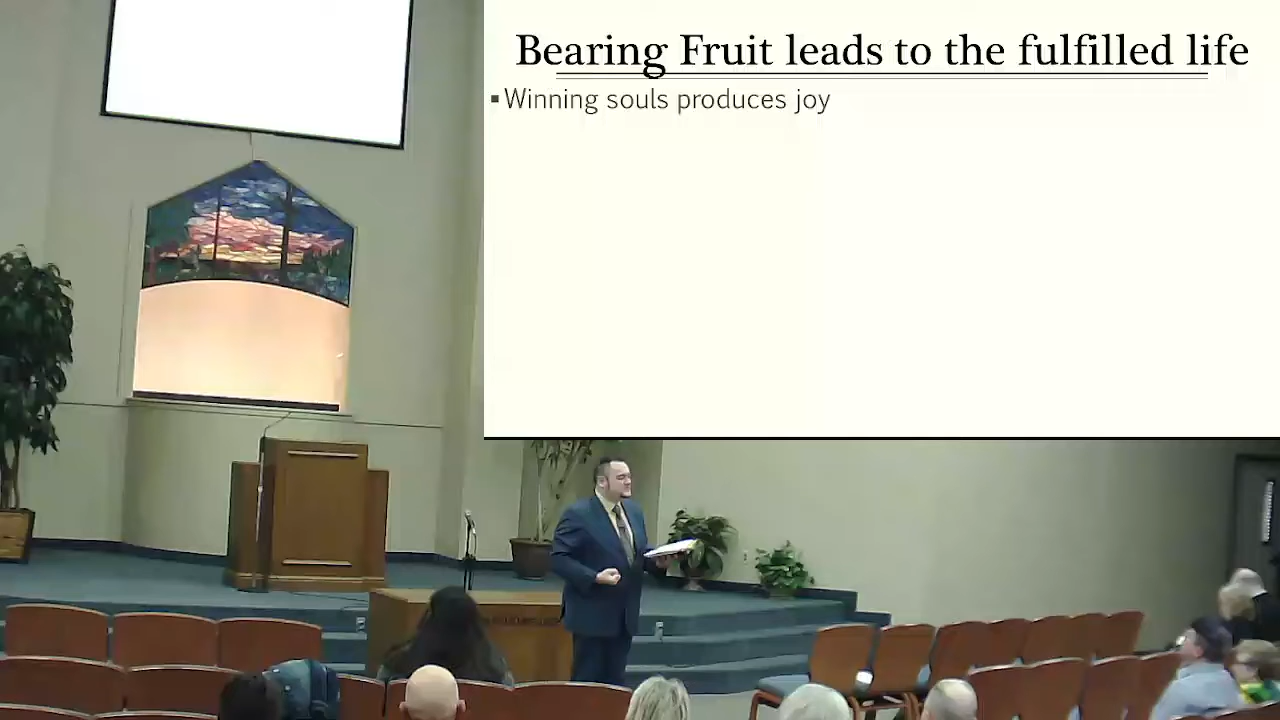 Bearing Fruit leads to the fulfilled life
▪ Winning souls produces joy